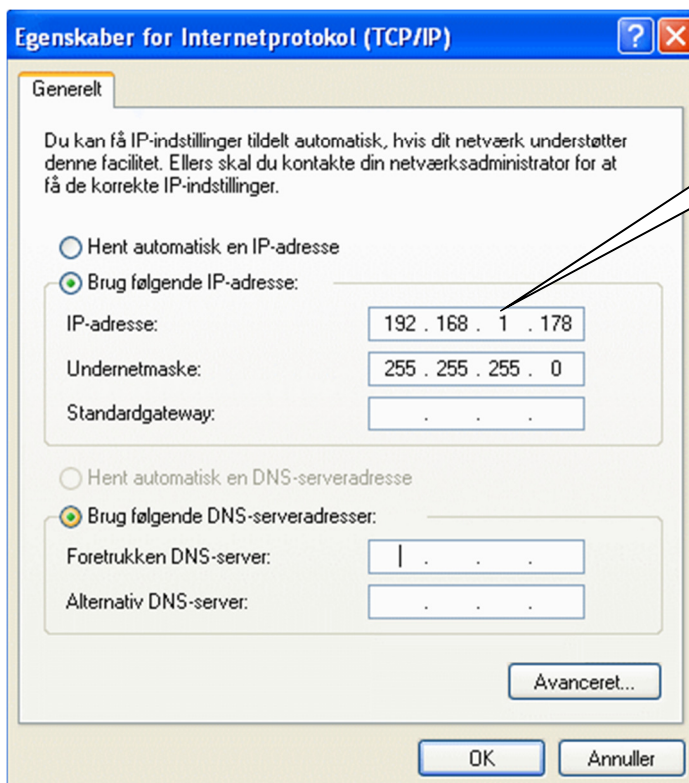 Egenskaber for Internetprotokol (TCP/IP)
Generelt
Du kan få IP-indstillinger tildelt automatisk, hvis dit netværk understøtter
denne facilitet. Ellers skal du kontakte din netværksadministrator for at
få de korrekte IP-indstillinger.
Hent automatisk en IP-adresse
Brug følgende IP-adresse:
IP-adresse: 192 . 168 . 1 . 178
Undernetmaske: 255 . 255 . 255 . 0
Standardgateway: . . .
Hent automatisk en DNS-serveradresse
Brug følgende DNS-serveradresser:
Foretrukken DNS-server: . . .
Alternativ DNS-server: . . .
Avanceret...
OK Annuller